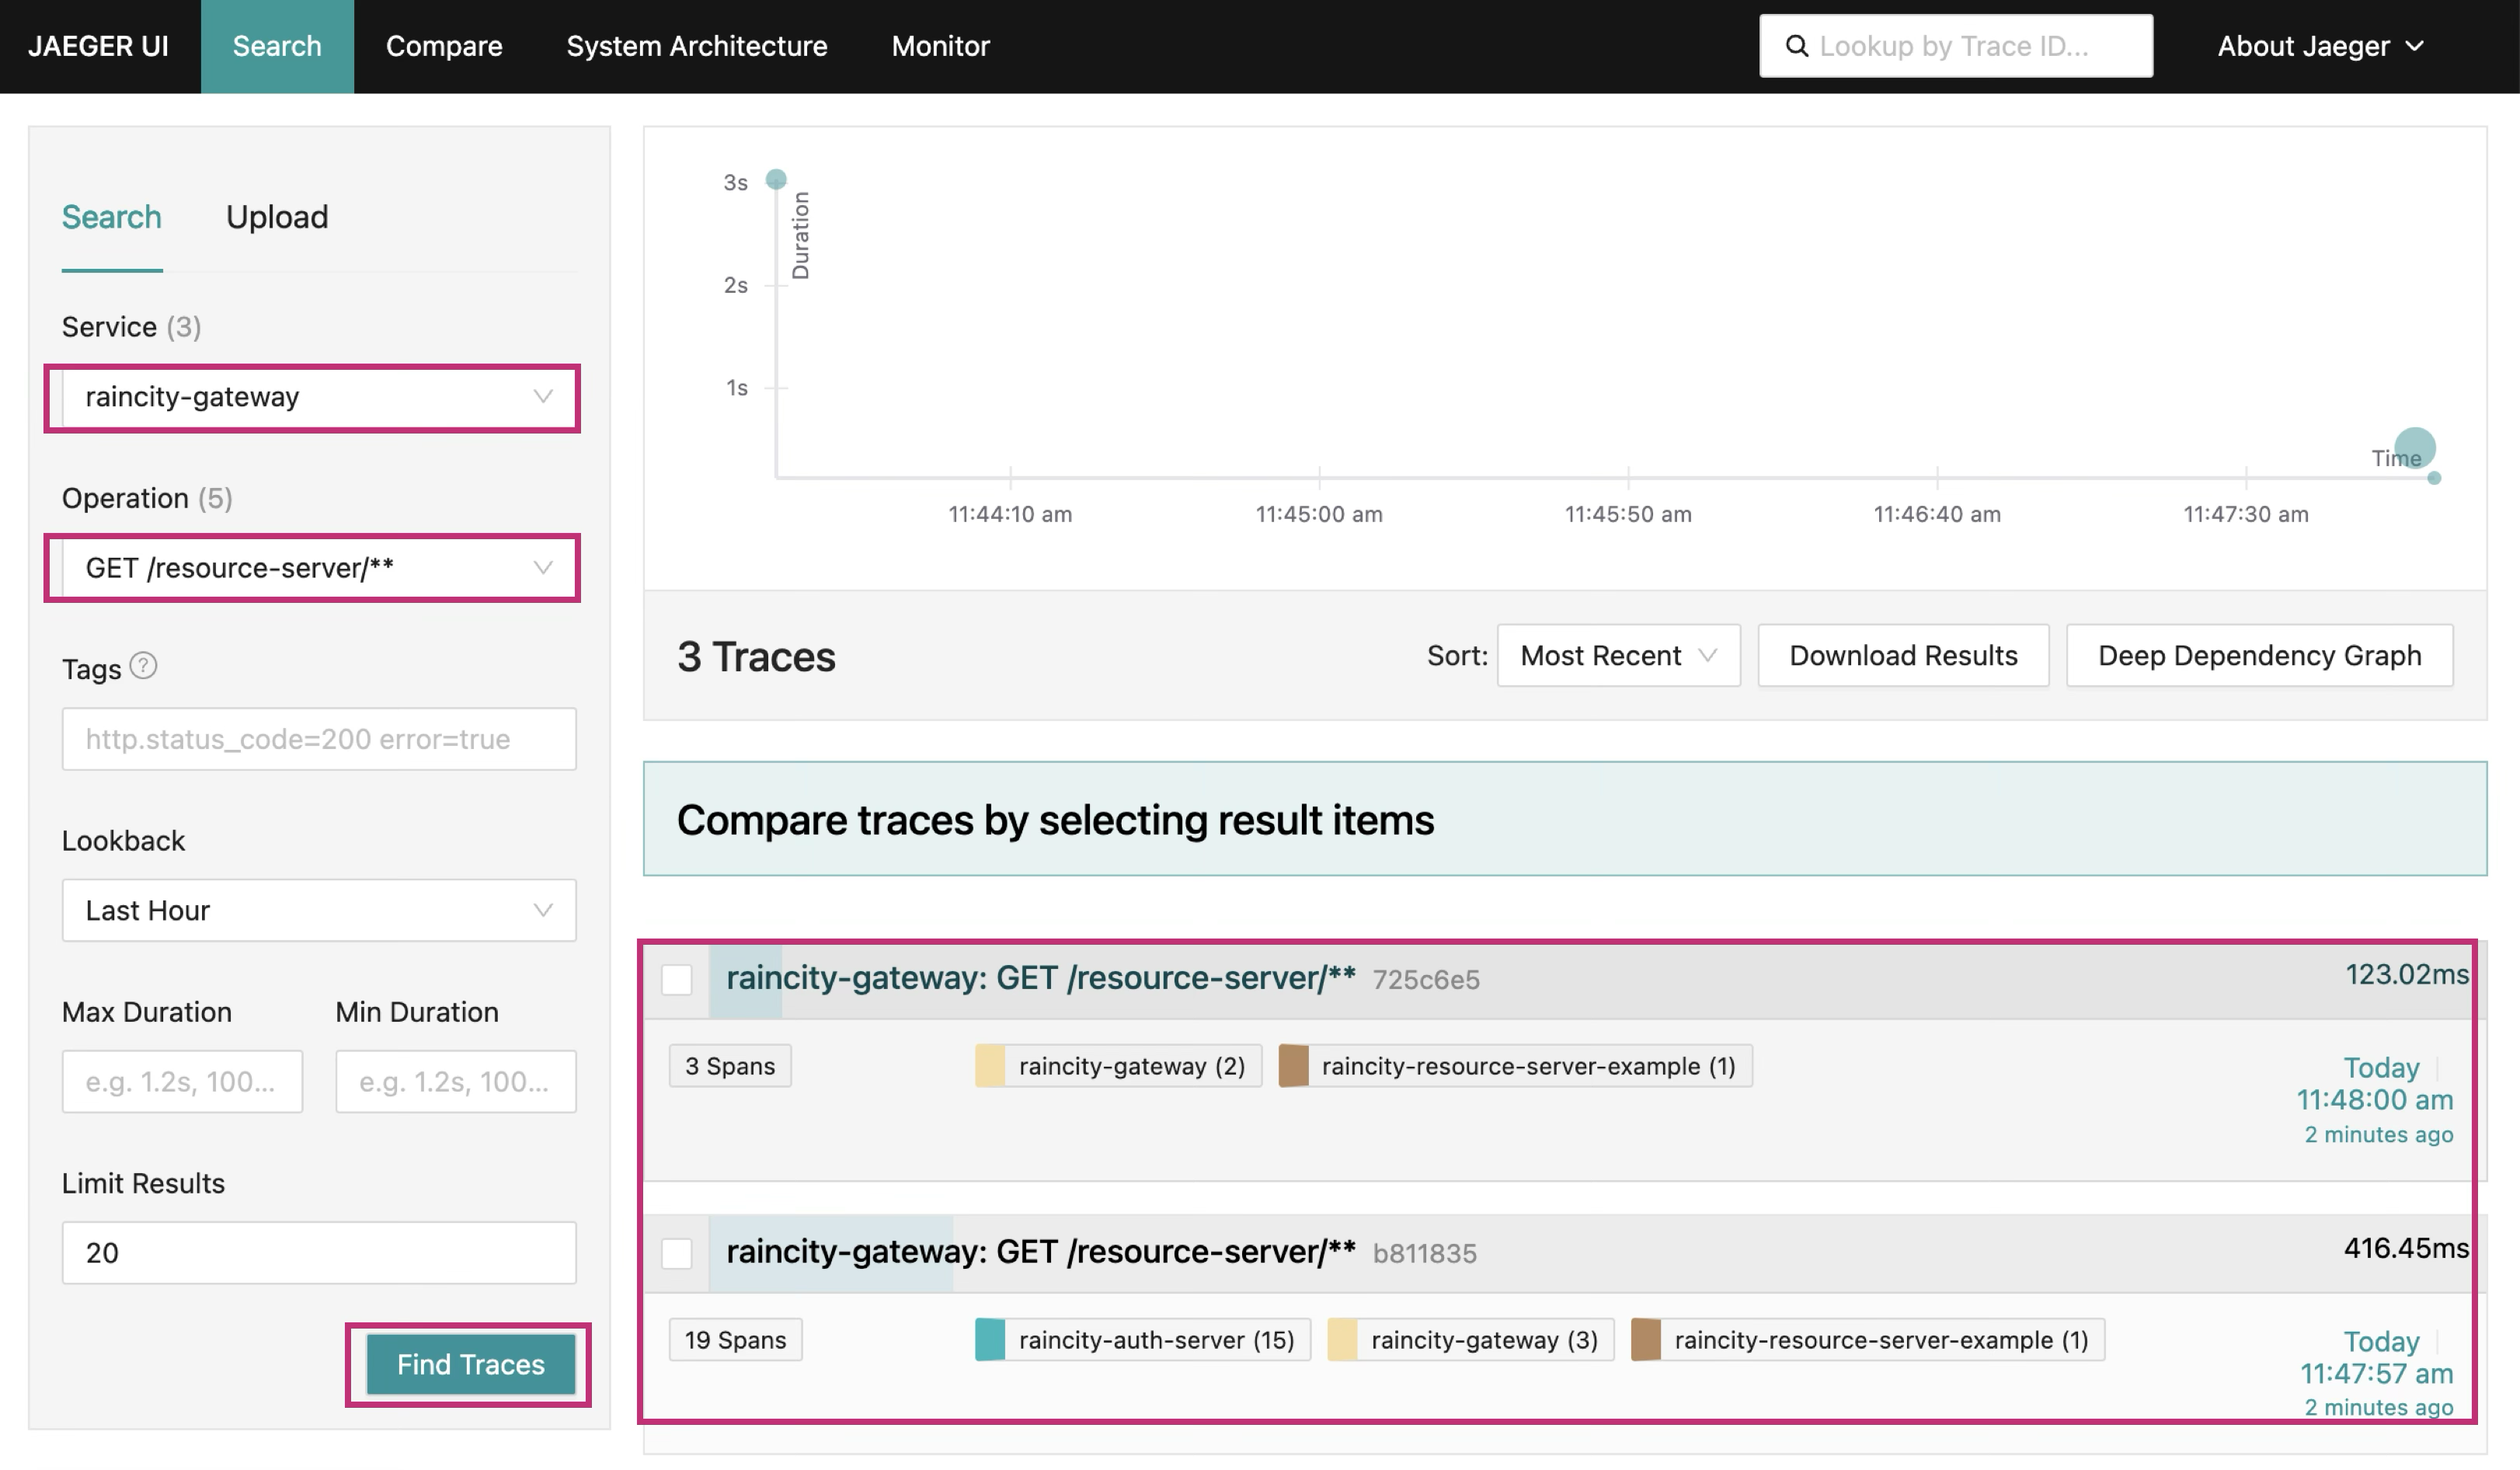 JAEGER UI Search Compare System Architecture Monitor Lookup by Trace ID... About Jaeger
Search Upload
Service (3)
raincity-gateway
Operation (5)
GET /resource-server/**
Tags ?
http.status_code=200 error=true
Lookback
Last Hour
Max Duration Min Duration
e.g. 1.2s, 100... e.g. 1.2s, 100...
Limit Results
20
Find Traces
3s
Duration
2s
1s
Time
11:44:10 am 11:45:00 am 11:45:50 am 11:46:40 am 11:47:30 am
3 Traces Sort: Most Recent Download Results Deep Dependency Graph
Compare traces by selecting result items
raincity-gateway: GET /resource-server/** 725c6e5 123.02ms
3 Spans raincity-gateway (2) raincity-resource-server-example (1) Today
11:48:00 am
2 minutes ago
raincity-gateway: GET /resource-server/** b811835 416.45ms
19 Spans raincity-auth-server (15) raincity-gateway (3) raincity-resource-server-example (1) Today
11:47:57 am
2 minutes ago